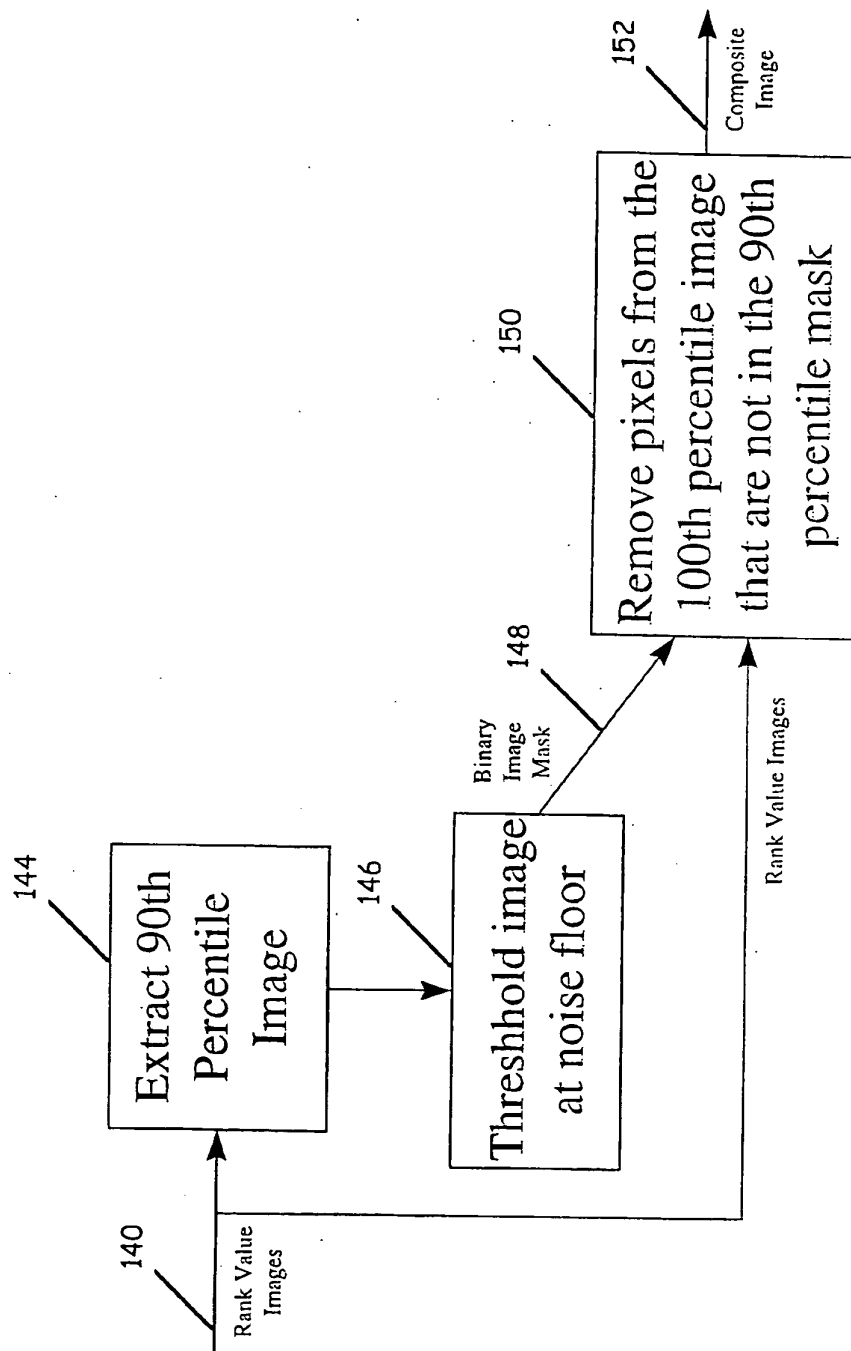 140
Rank Value
Images
144
Extract 90th
Percentile
Image
146
Threshhold image
at noise floor
Binary
Image
Mask
148
Rank Value Images
150
Remove pixels from the
100th percentile image
that are not in the 90th
percentile mask
152
Composite
Image